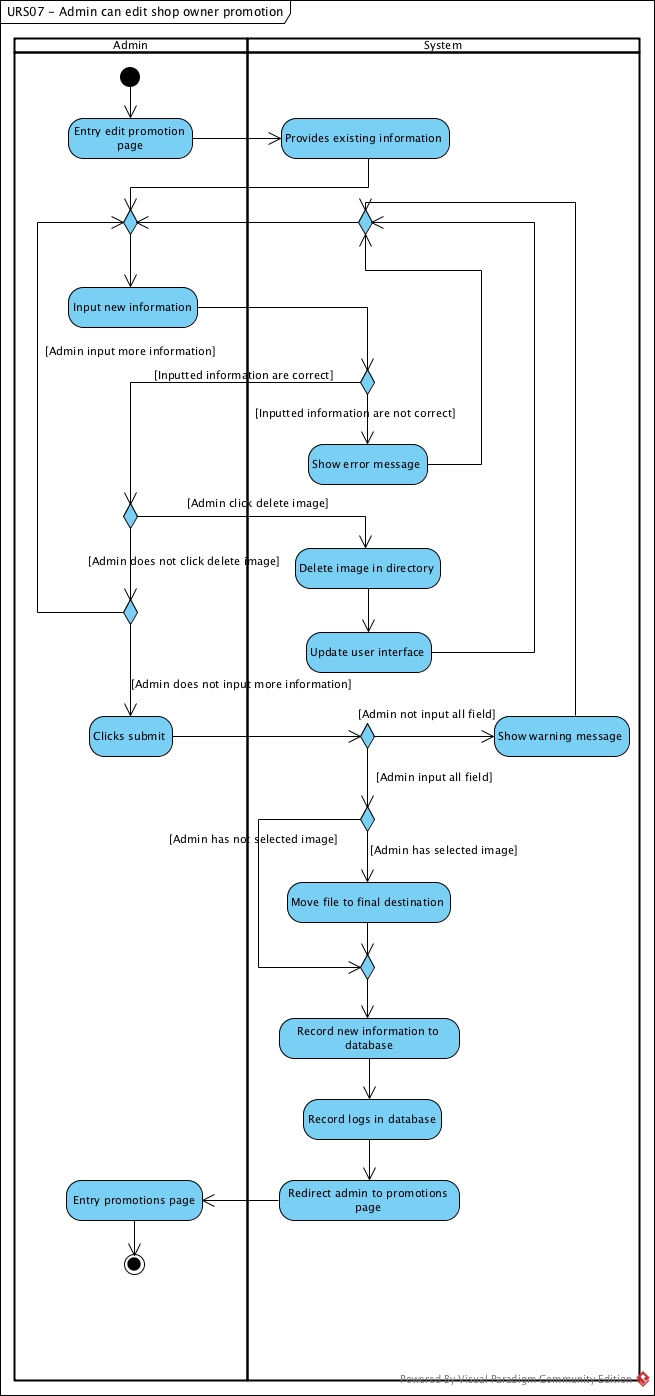 URS07 – Admin can edit shop owner promotion
Admin
System
Entry edit promotion
page
Provides existing information
Input new information
[Admin input more information]
[Inputted information are correct]
[Inputted information are not correct]
Show error message
[Admin click delete image]
[Admin does not click delete image]
Delete image in directory
Update user interface
[Admin does not input more information]
[Admin not input all field]
Clicks submit
Show warning message
[Admin input all field]
[Admin has not selected image]
[Admin has selected image]
Move file to final destination
Record new information to
database
Record logs in database
Entry promotions page
Redirect admin to promotions
page
Powered By Visual Paradigm Community Edition